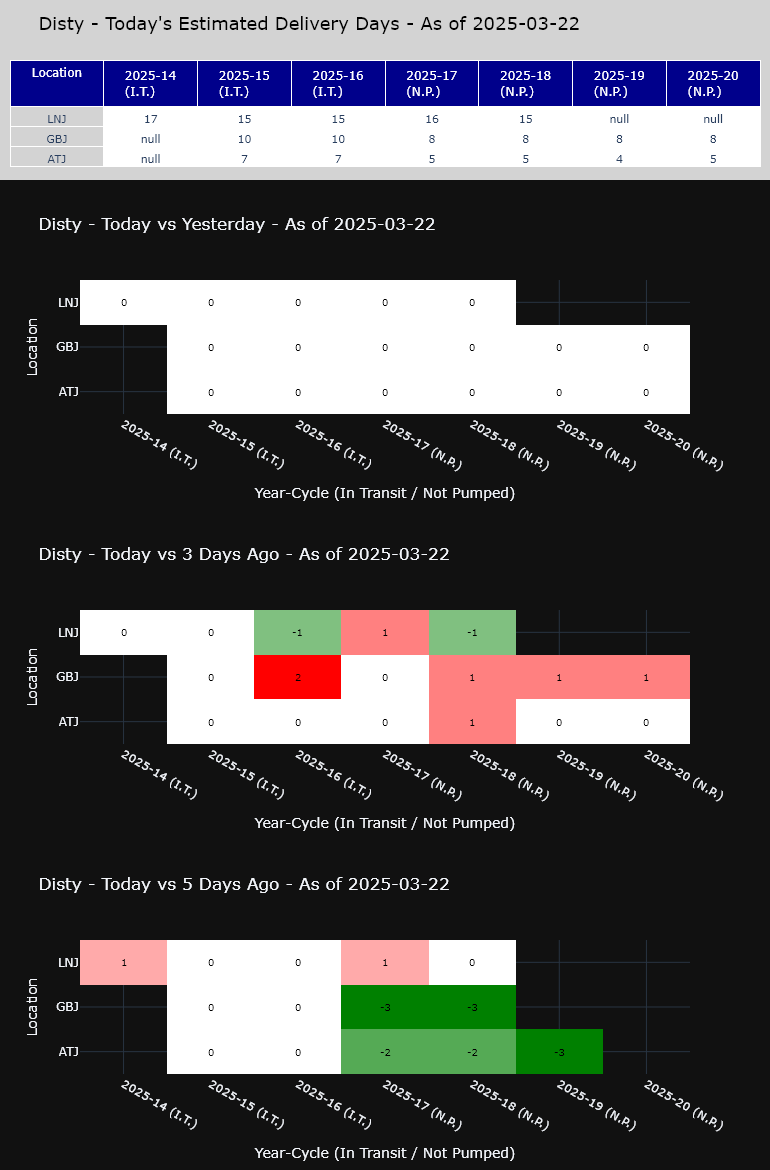 Disty - Today's Estimated Delivery Days - As of 2025-03-22
Location 2025-14 (I.T.) 2025-15 (I.T.) 2025-16 (I.T.) 2025-17 (N.P.) 2025-18 (N.P.) 2025-19 (N.P.) 2025-20 (N.P.)
LNJ 17 15 15 16 15 null null
GBJ null 10 10 8 8 8 8
ATJ null 7 7 5 5 4 5
Disty - Today vs Yesterday - As of 2025-03-22
Location
LNJ 0 0 0 0 0
GBJ 0 0 0 0 0 0
ATJ 0 0 0 0 0 0
2025-14 (I.T.) 2025-15 (I.T.) 2025-16 (I.T.) 2025-17 (N.P.) 2025-18 (N.P.) 2025-19 (N.P.) 2025-20 (N.P.)
Year-Cycle (In Transit / Not Pumped)
Disty - Today vs 3 Days Ago - As of 2025-03-22
Location
LNJ 0 0 -1 1 -1
GBJ 0 2 0 1 1 1
ATJ 0 0 0 1 0 0
2025-14 (I.T.) 2025-15 (I.T.) 2025-16 (I.T.) 2025-17 (N.P.) 2025-18 (N.P.) 2025-19 (N.P.) 2025-20 (N.P.)
Year-Cycle (In Transit / Not Pumped)
Disty - Today vs 5 Days Ago - As of 2025-03-22
Location
LNJ 1 0 0 1 0
GBJ 0 0 -3 -3
ATJ 0 0 -2 -2 -3
2025-14 (I.T.) 2025-15 (I.T.) 2025-16 (I.T.) 2025-17 (N.P.) 2025-18 (N.P.) 2025-19 (N.P.) 2025-20 (N.P.)
Year-Cycle (In Transit / Not Pumped)